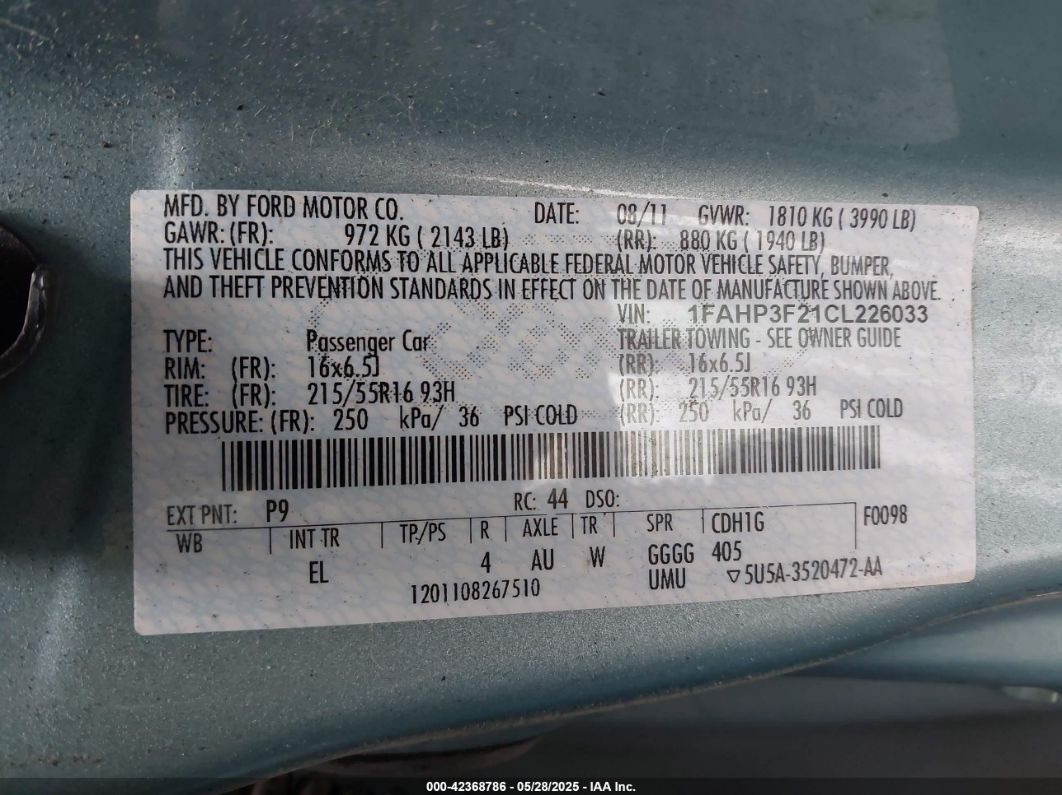 MFD. BY FORD MOTOR CO. DATE: 08/11 GVWR: 1810 KG ( 3990 LB)
GAWR: (FR): 972 KG ( 2143 LB) (RR): 880 KG ( 1940 LB)
THIS VEHICLE CONFORMS TO ALL APPLICABLE FEDERAL MOTOR VEHICLE SAFETY, BUMPER,
AND THEFT PREVENTION STANDARDS IN EFFECT ON THE DATE OF MANUFACTURE SHOWN ABOVE.
VIN: 1FAHP3F21CL226033
TYPE: Passenger Car TRAILER TOWING - SEE OWNER GUIDE
RIM: (FR): 16x6.5J (RR): 16x6.5J
TIRE: (FR): 215/55R16 93H (RR): 215/55R16 93H
PRESSURE: (FR): 250 kPa/ 36 PSI COLD (RR): 250 kPa/ 36 PSI COLD
EXT PNT: P9 RC: 44 DSO: F0098
WB INT TR TP/PS R AXLE TR SPR CDH1G
EL 4 AU W GGGG 405
1201108267510 UMU ▽5U5A-3520472-AA
000-42368786 - 05/28/2025 - IAA Inc.